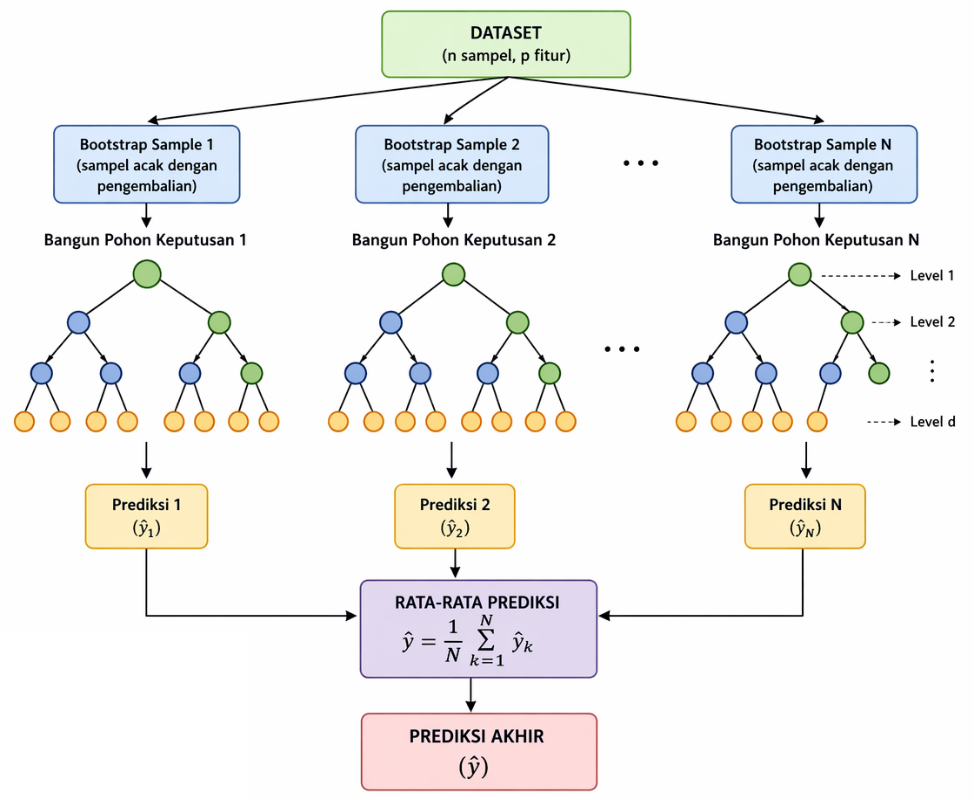 DATASET
(n sampel, p fitur)
Bootstrap Sample 1
(sampel acak dengan
pengembalian)
Bootstrap Sample 2
(sampel acak dengan
pengembalian)
...
Bootstrap Sample N
(sampel acak dengan
pengembalian)
Bangun Pohon Keputusan 1
Bangun Pohon Keputusan 2
Bangun Pohon Keputusan N
Level 1
Level 2
...
⋮
Level d
Prediksi 1
(ŷ₁)
Prediksi 2
(ŷ₂)
Prediksi N
(ŷ_N)
RATA-RATA PREDIKSI
ŷ = 1/N ∑_{k=1}^{N} ŷ_k
PREDIKSI AKHIR
(ŷ)